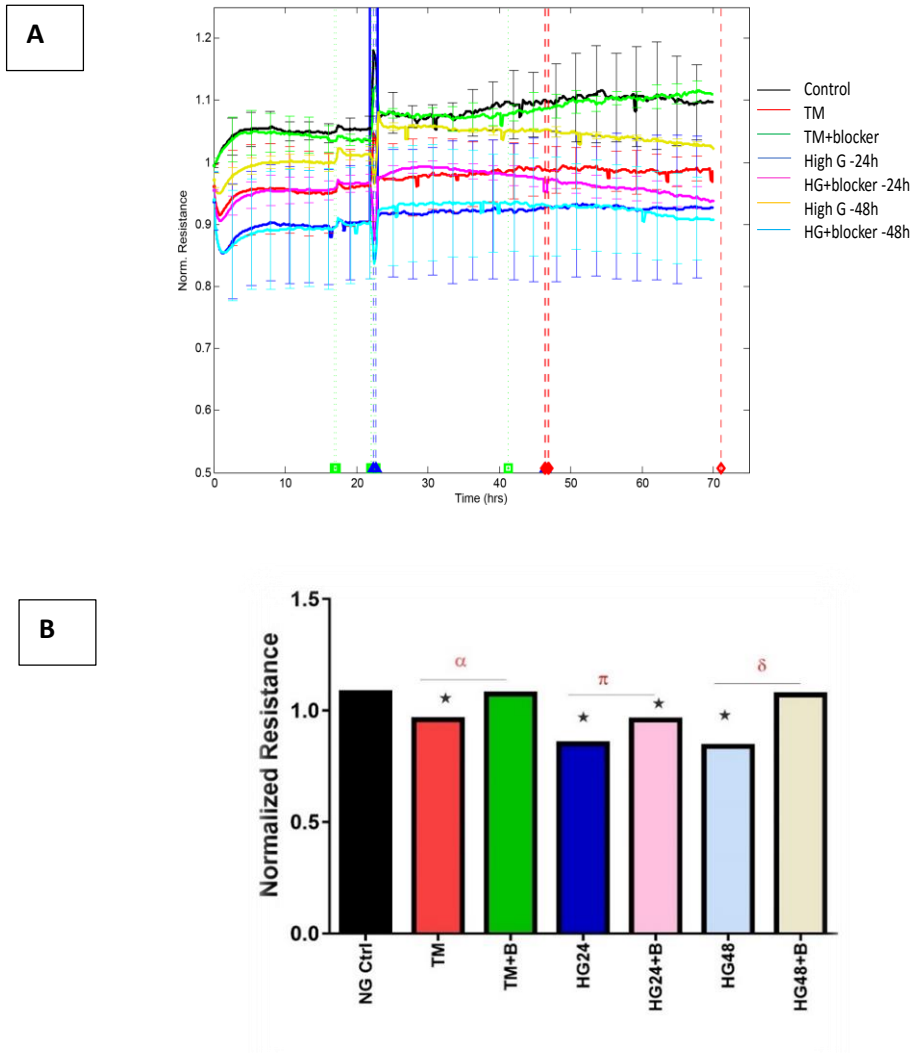 A
1.2
1.1
1
0.9
0.8
0.7
0.6
0.5
Norm. Resistance
0
10
20
30
40
50
60
70
Time (hrs)
Control
TM
TM+blocker
High G -24h
HG+blocker -24h
High G -48h
HG+blocker -48h
B
1.5
1.0
0.5
0.0
Normalized Resistance
α
π
δ
★ ★ ★ ★
NG Ctrl
TM
TM+B
HG24
HG24+B
HG48
HG48+B